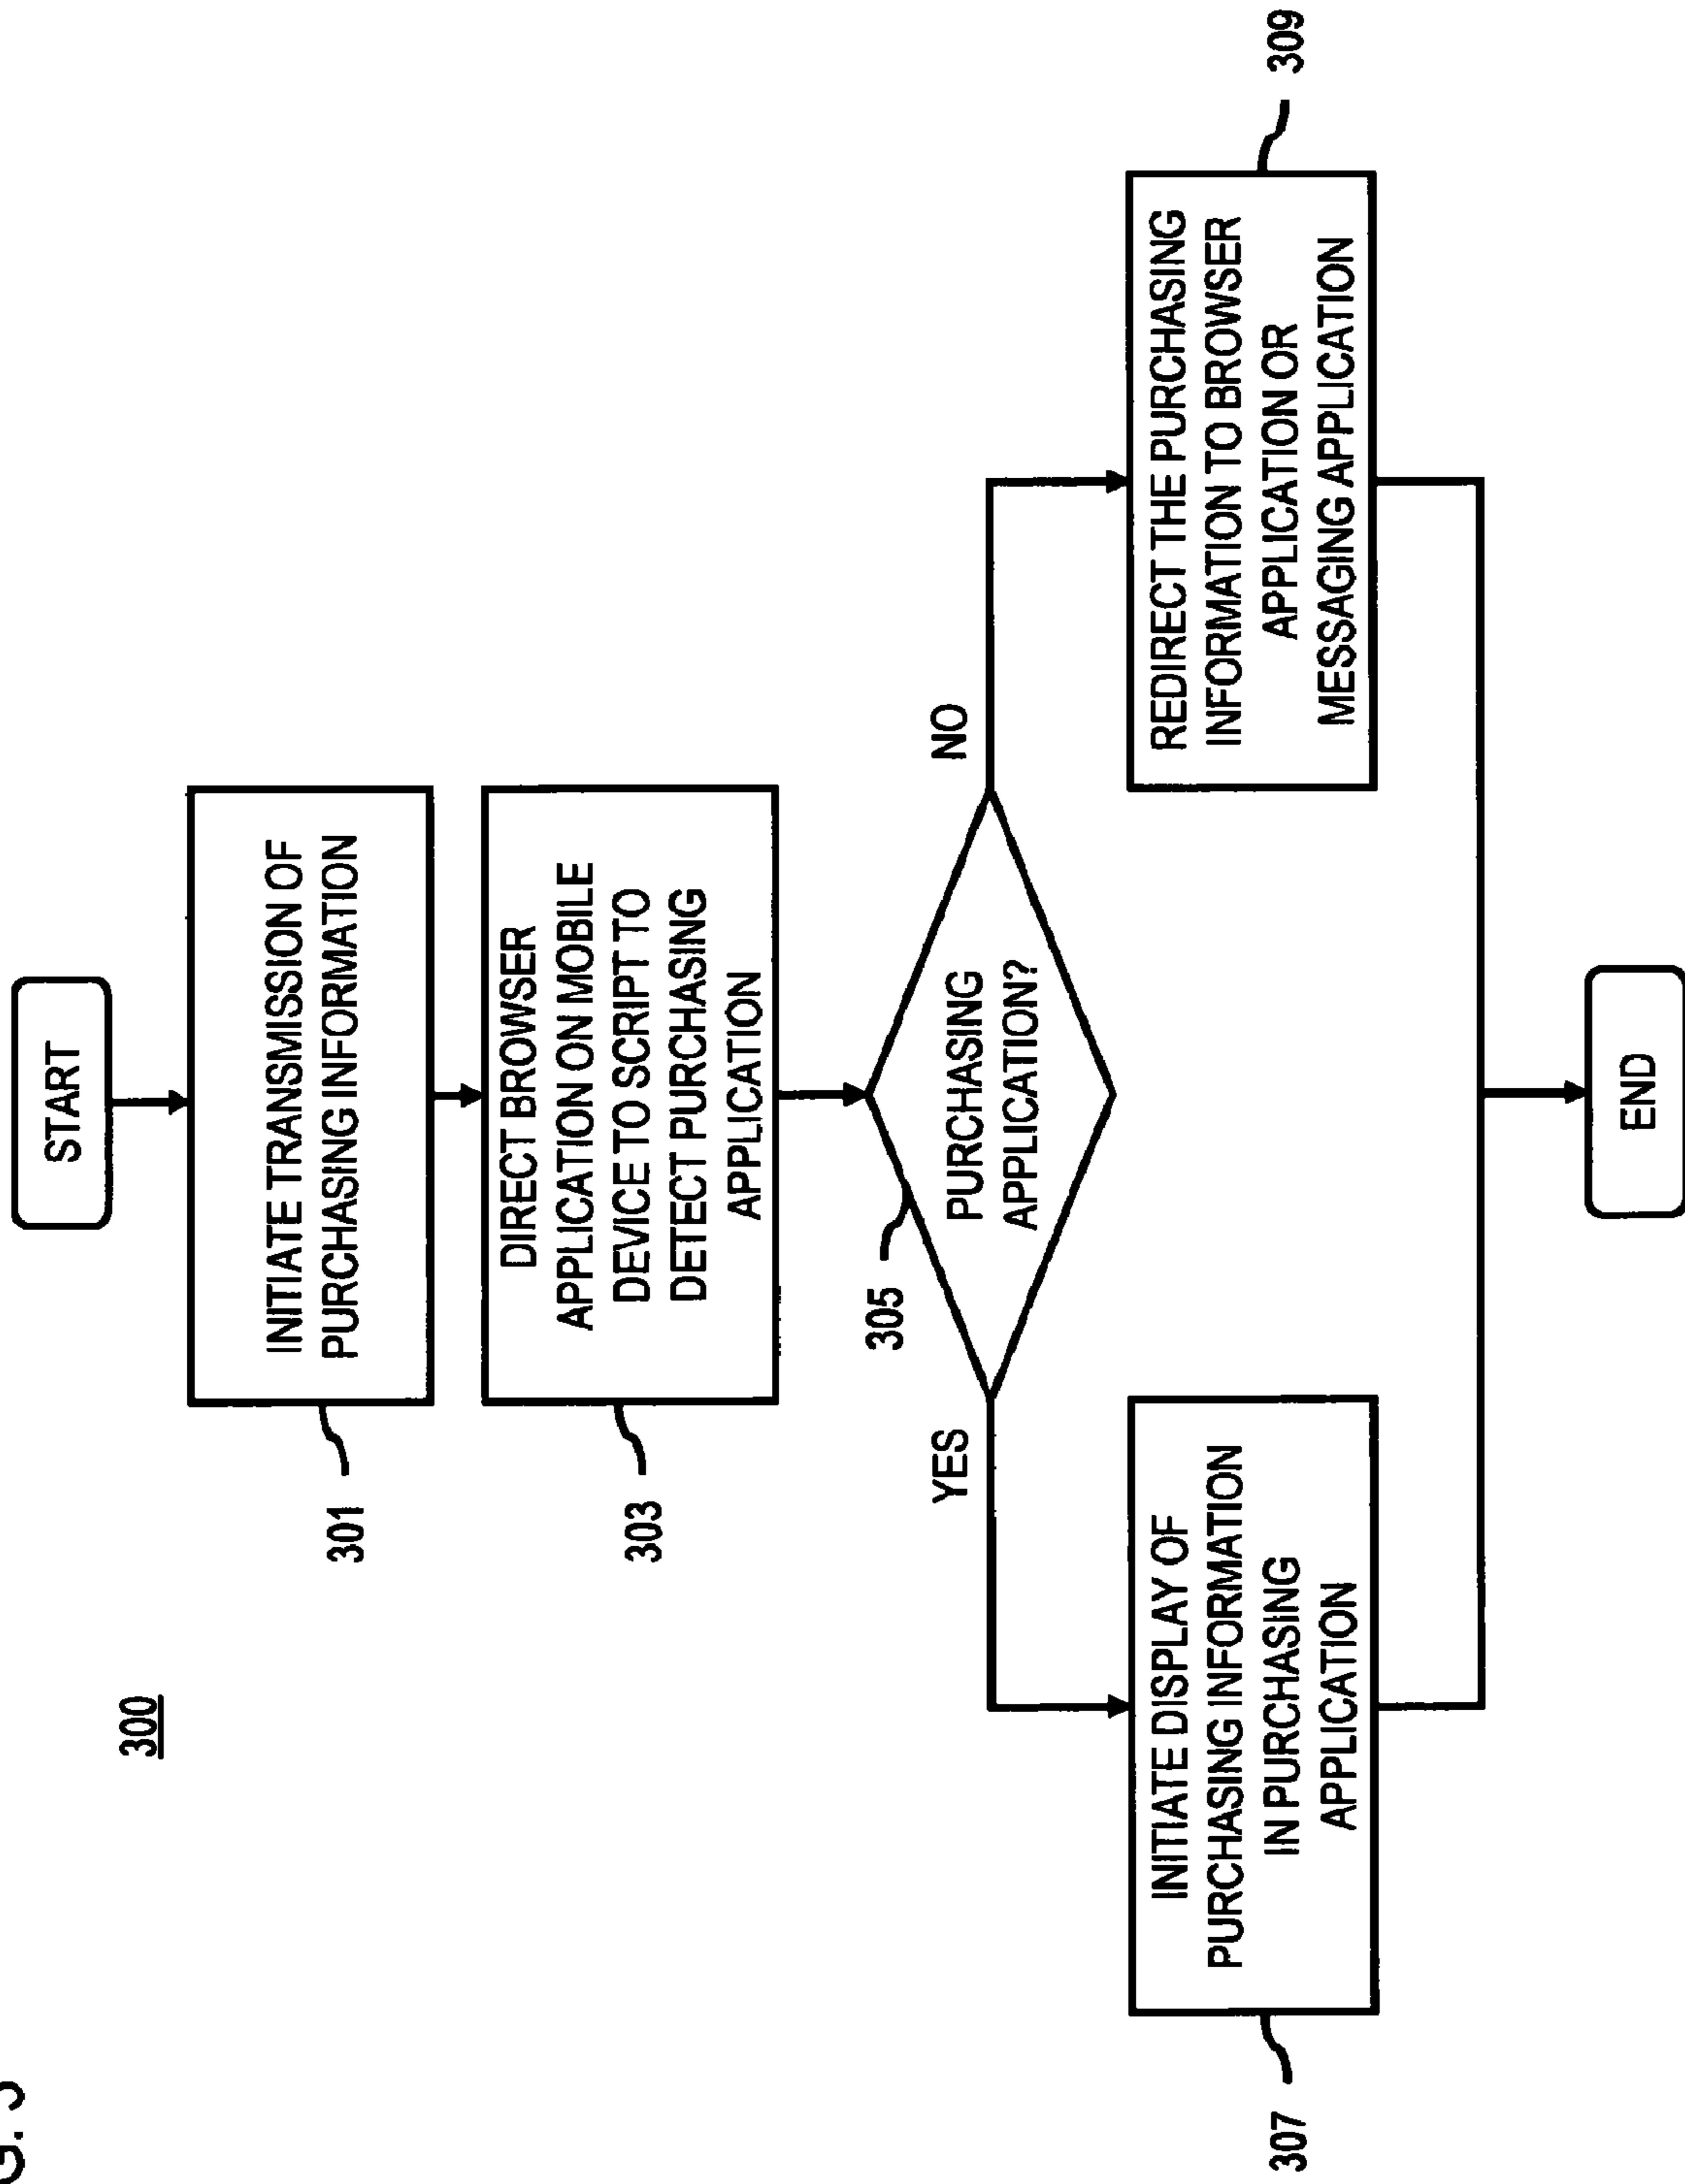 300
START
INITIATE TRANSMISSION OF
PURCHASING INFORMATION
301
DIRECT BROWSER
APPLICATION ON MOBILE
DEVICE TO SCRIPT TO
DETECT PURCHASING
APPLICATION
303
305
PURCHASING
APPLICATION?
YES
NO
INITIATE DISPLAY OF
PURCHASING INFORMATION
IN PURCHASING
APPLICATION
307
REDIRECT THE PURCHASING
INFORMATION TO BROWSER
APPLICATION OR
MESSAGING APPLICATION
309
END